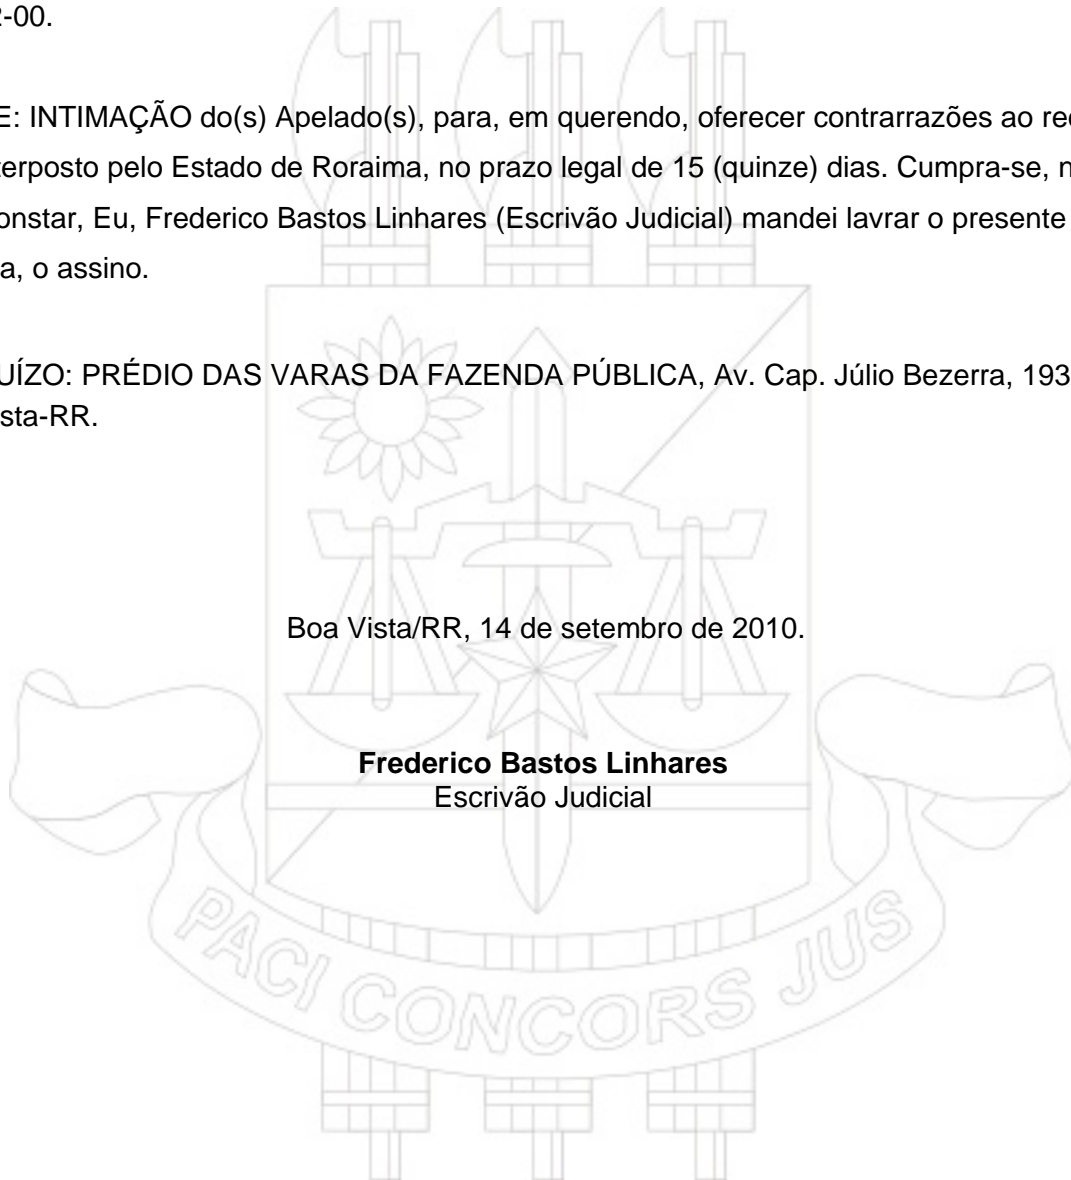 2-00.
E: INTIMAÇÃO do(s) Apelado(s), para, em querendo, oferecer contrarrazões ao
terposto pelo Estado de Roraima, no prazo legal de 15 (quinze) dias. Cumpra-se,
onstar, Eu, Frederico Bastos Linhares (Escrivão Judicial) mandei lavrar o presente
a, o assino.
UÍZO: PRÉDIO DAS VARAS DA FAZENDA PÚBLICA, Av. Cap. Júlio Bezerra, 193
sta-RR.
Boa Vista/RR, 14 de setembro de 2010.
Frederico Bastos Linhares
Escrivão Judicial
PACI CONCORS JUS